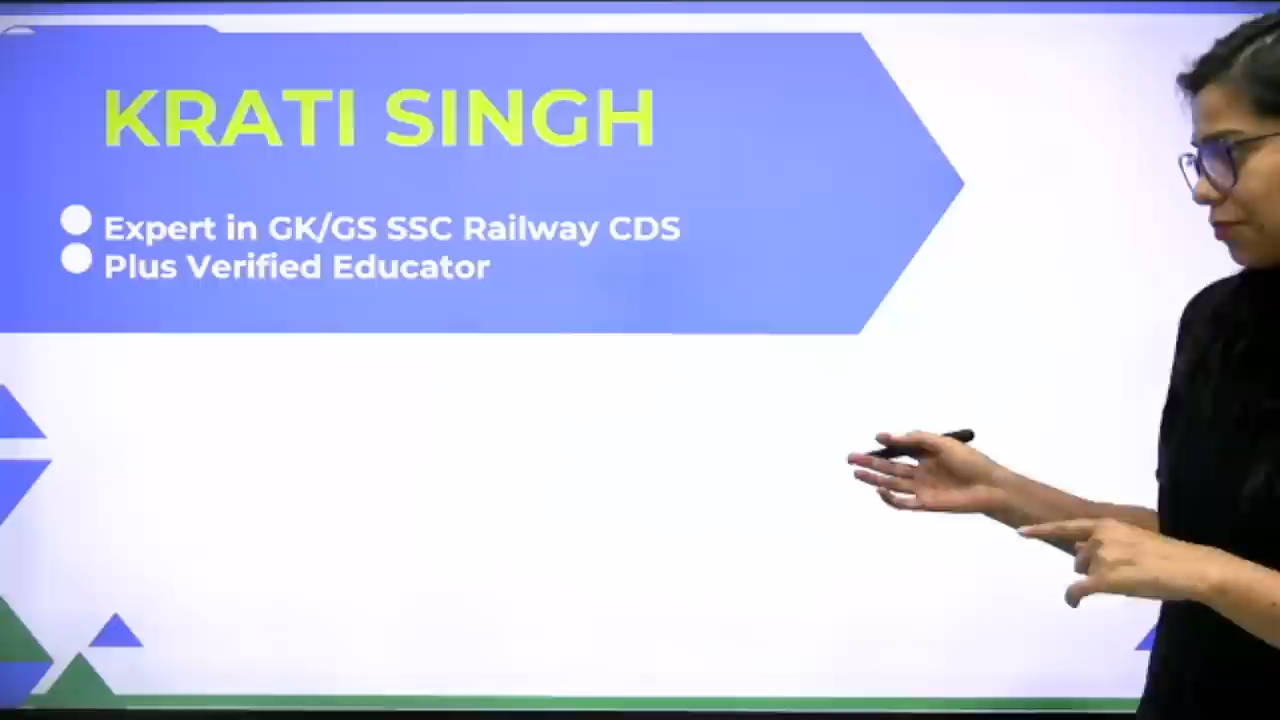 KRATI SINGH
Expert in GK/GS SSC Railway CDS
Plus Verified Educator